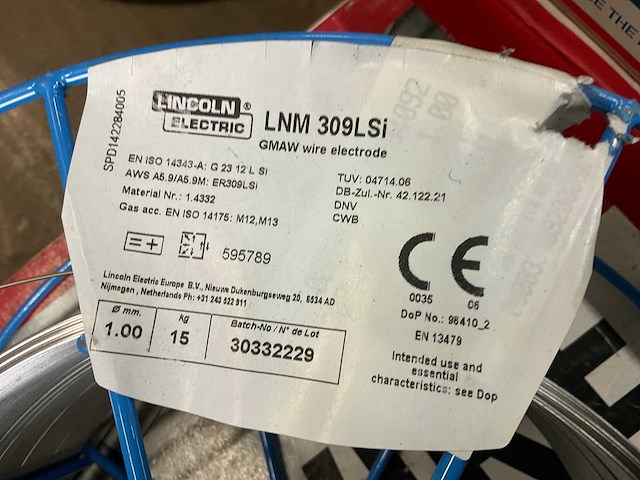 CE THE
SPD142284005
LINCOLN ®
ELECTRIC
LNM 309LSi
GMAW wire electrode
EN ISO 14343-A: G 23 12 L Si
AWS A5.9/A5.9M: ER309LSi
Material Nr.: 1.4332
Gas acc. EN ISO 14175: M12,M13
TUV: 04714.06
DB-Zul.-Nr. 42.122.21
DNV
CWB
595789
CE
0035 06
DoP No.: 98410_2
EN 13479
Intended use and
essential
characteristics: see Dop
Lincoln Electric Europe B.V., Nieuwe Dukenburgseweg 20, 6534 AD
Nijmegen, Netherlands Ph: +31 243 522 911
Ø mm. kg Batch-No / N° de Lot
1.00 15 30332229